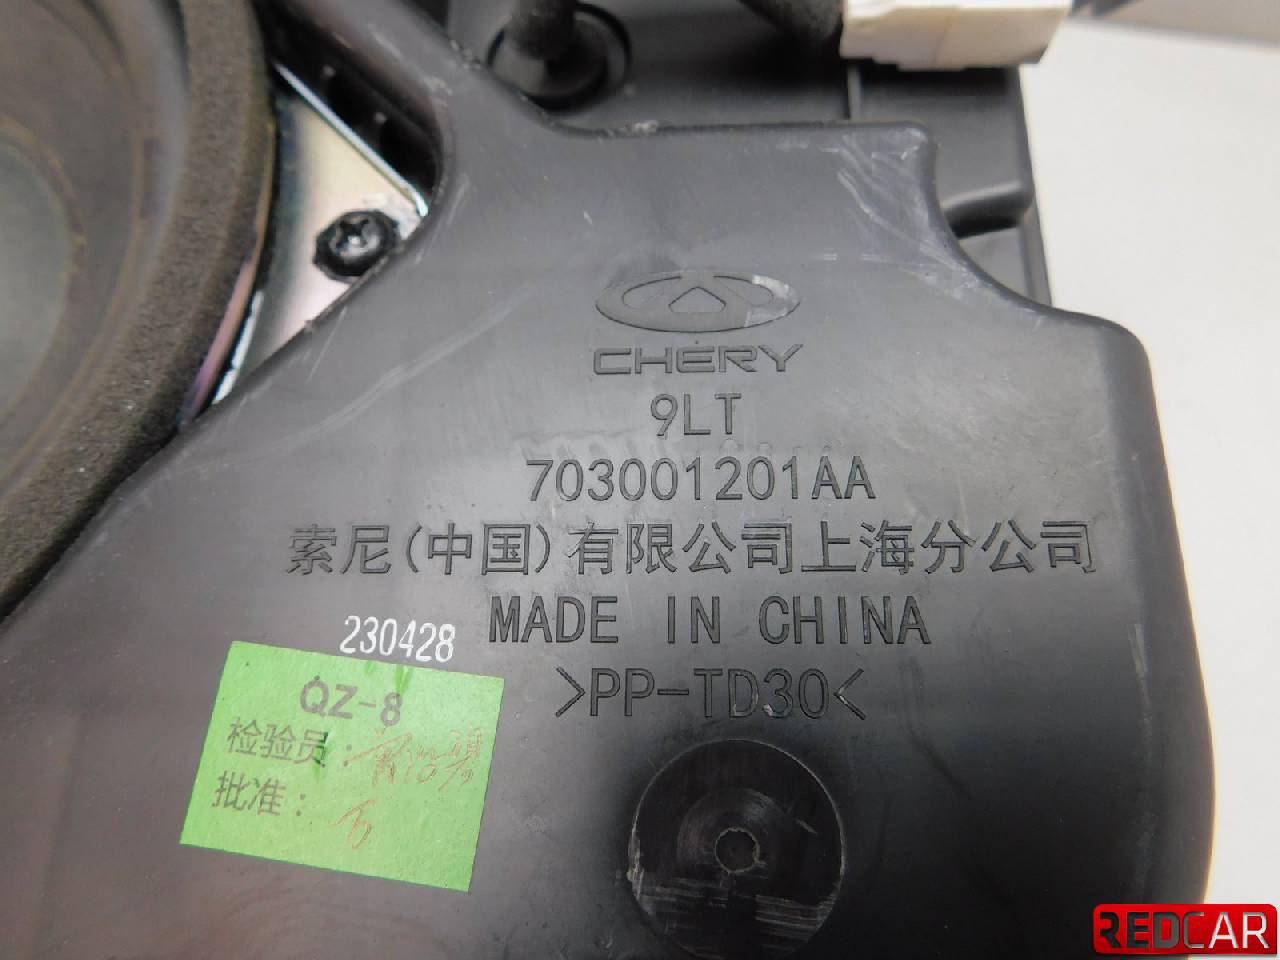 CHERY
9LT
703001201AA
索尼(中国)有限公司上海分公司
MADE IN CHINA
>PP-TD30<
230428
QZ-8
检验员:
批准:
REDCAR